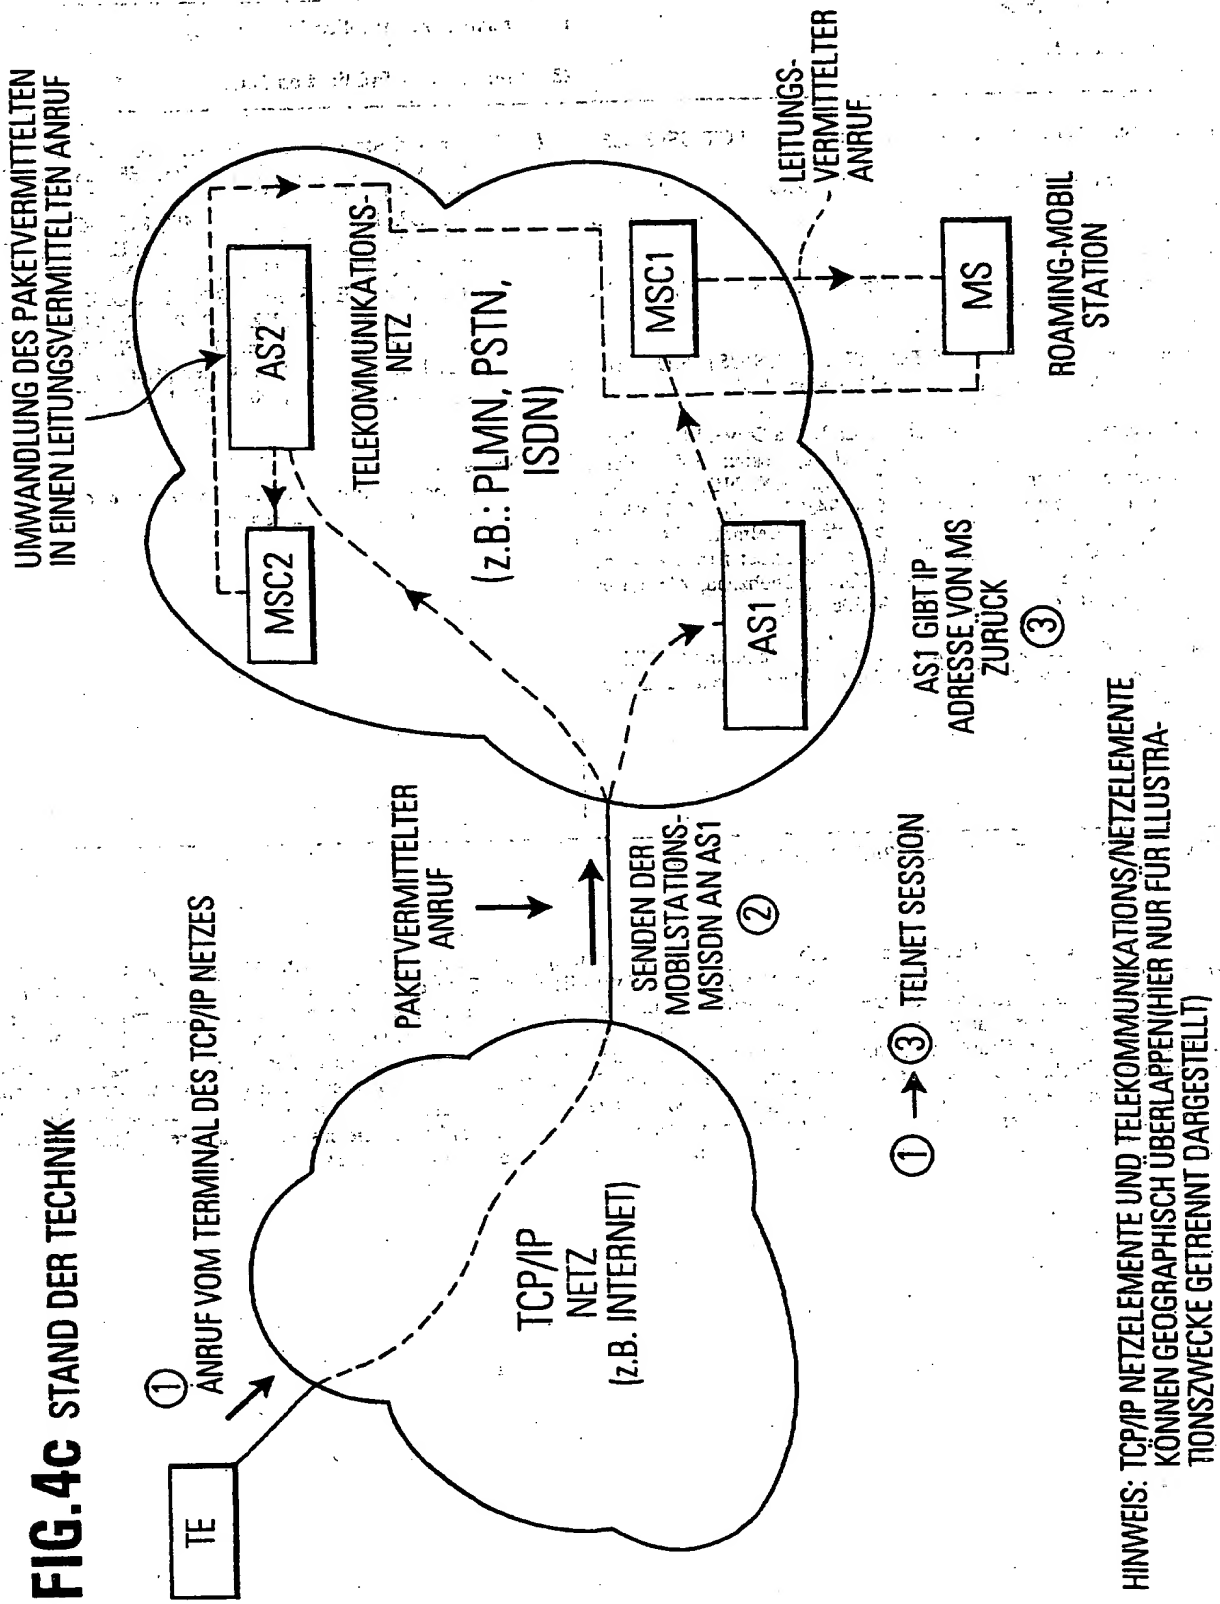 FIG.4c STAND DER TECHNIK
UMWANDLUNG DES PAKETVERMITTELTEN
IN EINEN LEITUNGSVERMITTELTEN ANRUF
①
ANRUF VOM TERMINAL DES TCP/IP NETZES
TE
TCP/IP
NETZ
(z.B. INTERNET)
PAKETVERMITTELTER
ANRUF
SENDEN DER
MOBILSTATIONS-
MSISDN AN AS1
②
MSC2
AS2
TELEKOMMUNIKATIONS-
NETZ
(z.B.: PLMN, PSTN,
ISDN)
AS1
MSC1
LEITUNGS-
VERMITTELTER
ANRUF
MS
ROAMING-MOBIL
STATION
AS1 GIBT IP
ADRESSE VON MS
ZURÜCK
③
① → ③ TELNET SESSION
HINWEIS: TCP/IP NETZELEMENTE UND TELEKOMMUNIKATIONS/NETZELEMENTE
KÖNNEN GEOGRAPHISCH ÜBERLAPPEN(HIER NUR FÜR ILLUSTRA-
TIONSZWECKE GETRENNT DARGESTELLT)